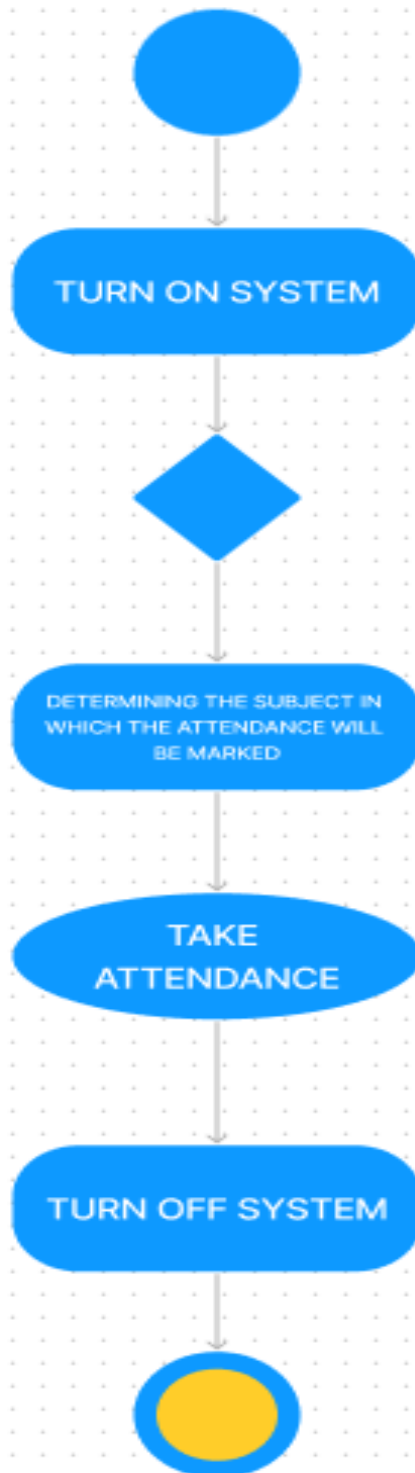 TURN ON SYSTEM
DETERMINING THE SUBJECT IN
WHICH THE ATTENDANCE WILL
BE MARKED
TAKE
ATTENDANCE
TURN OFF SYSTEM